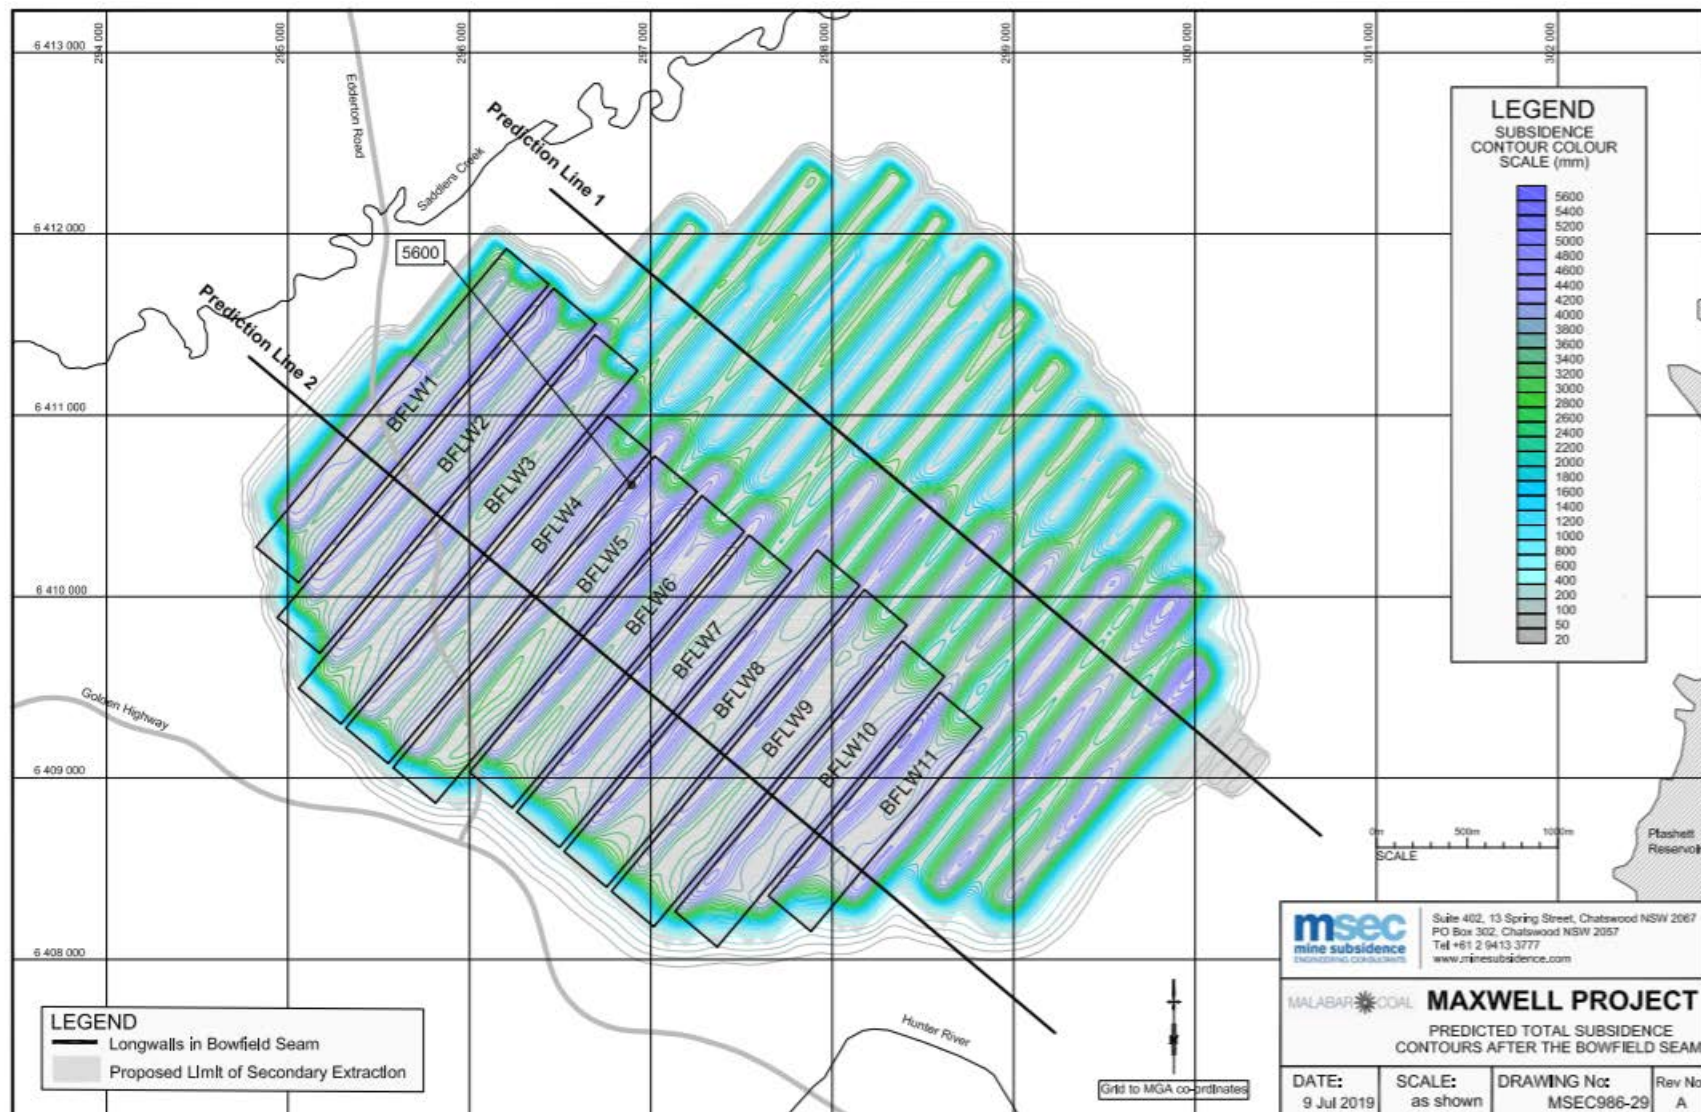 294 000
295 000
296 000
297 000
298 000
299 000
300 000
301 000
302 000
6 413 000
6 412 000
6 411 000
6 410 000
6 409 000
6 408 000
Edderton Road
Saddlers Creek
Prediction Line 1
Prediction Line 2
5600
BFLW1
BFLW2
BFLW3
BFLW4
BFLW5
BFLW6
BFLW7
BFLW8
BFLW9
BFLW10
BFLW11
Golden Highway
Hunter River
Plashett
Reservoir
LEGEND
SUBSIDENCE
CONTOUR COLOUR
SCALE (mm)
5600
5400
5200
5000
4800
4600
4400
4200
4000
3800
3600
3400
3200
3000
2800
2600
2400
2200
2000
1800
1600
1400
1200
1000
800
600
400
200
100
50
20
0m 500m 1000m
SCALE
LEGEND
Longwalls in Bowfield Seam
Proposed Limit of Secondary Extraction
Grid to MGA co-ordinates
msec
mine subsidence
ENGINEERING CONSULTANTS
Suite 402, 13 Spring Street, Chatswood NSW 2067
PO Box 302, Chatswood NSW 2057
Tel +61 2 9413 3777
www.minesubsidence.com
MALABAR COAL
MAXWELL PROJECT
PREDICTED TOTAL SUBSIDENCE
CONTOURS AFTER THE BOWFIELD SEAM
DATE:
9 Jul 2019
SCALE:
as shown
DRAWING No:
MSEC986-29
Rev No
A